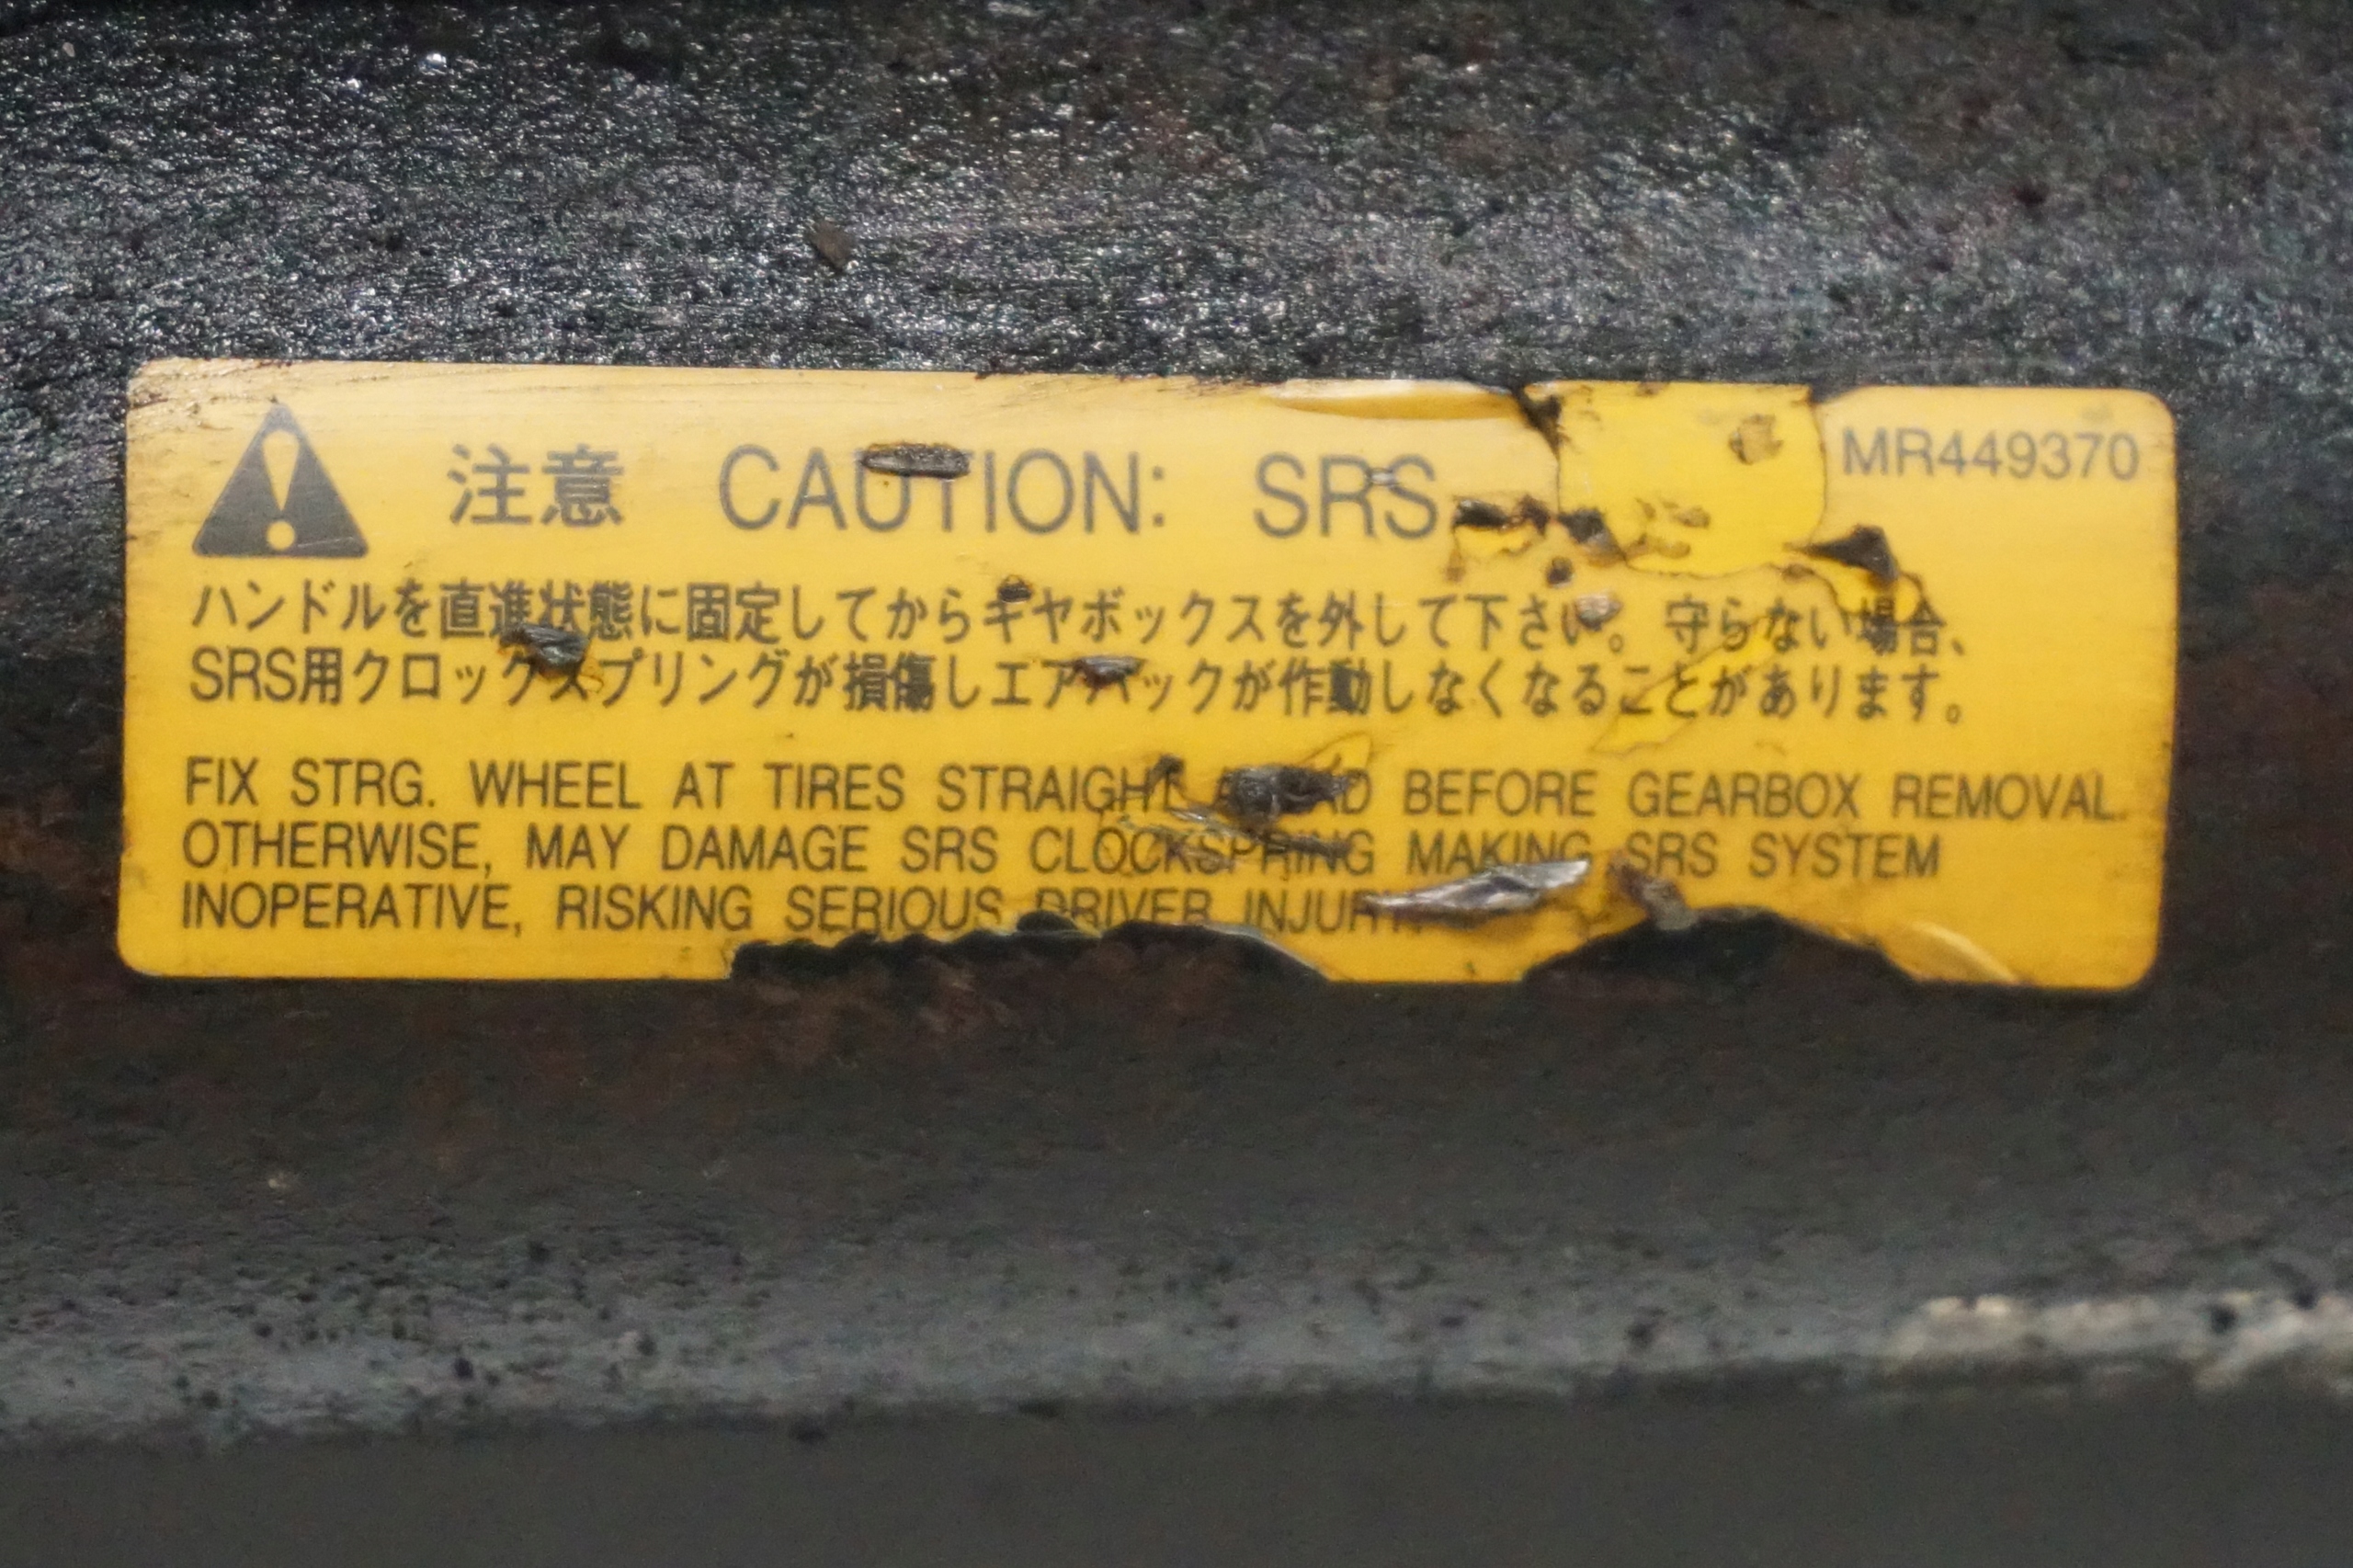 注意 CAUTION: SRS MR449370
ハンドルを直進状態に固定してからギヤボックスを外して下さい。守らない場合、
SRS用クロックスプリングが損傷しエアバックが作動しなくなることがあります。
FIX STRG. WHEEL AT TIRES STRAIGHT BEFORE GEARBOX REMOVAL.
OTHERWISE, MAY DAMAGE SRS CLOCKSPRING MAKING SRS SYSTEM
INOPERATIVE, RISKING SERIOUS DRIVER INJURY.